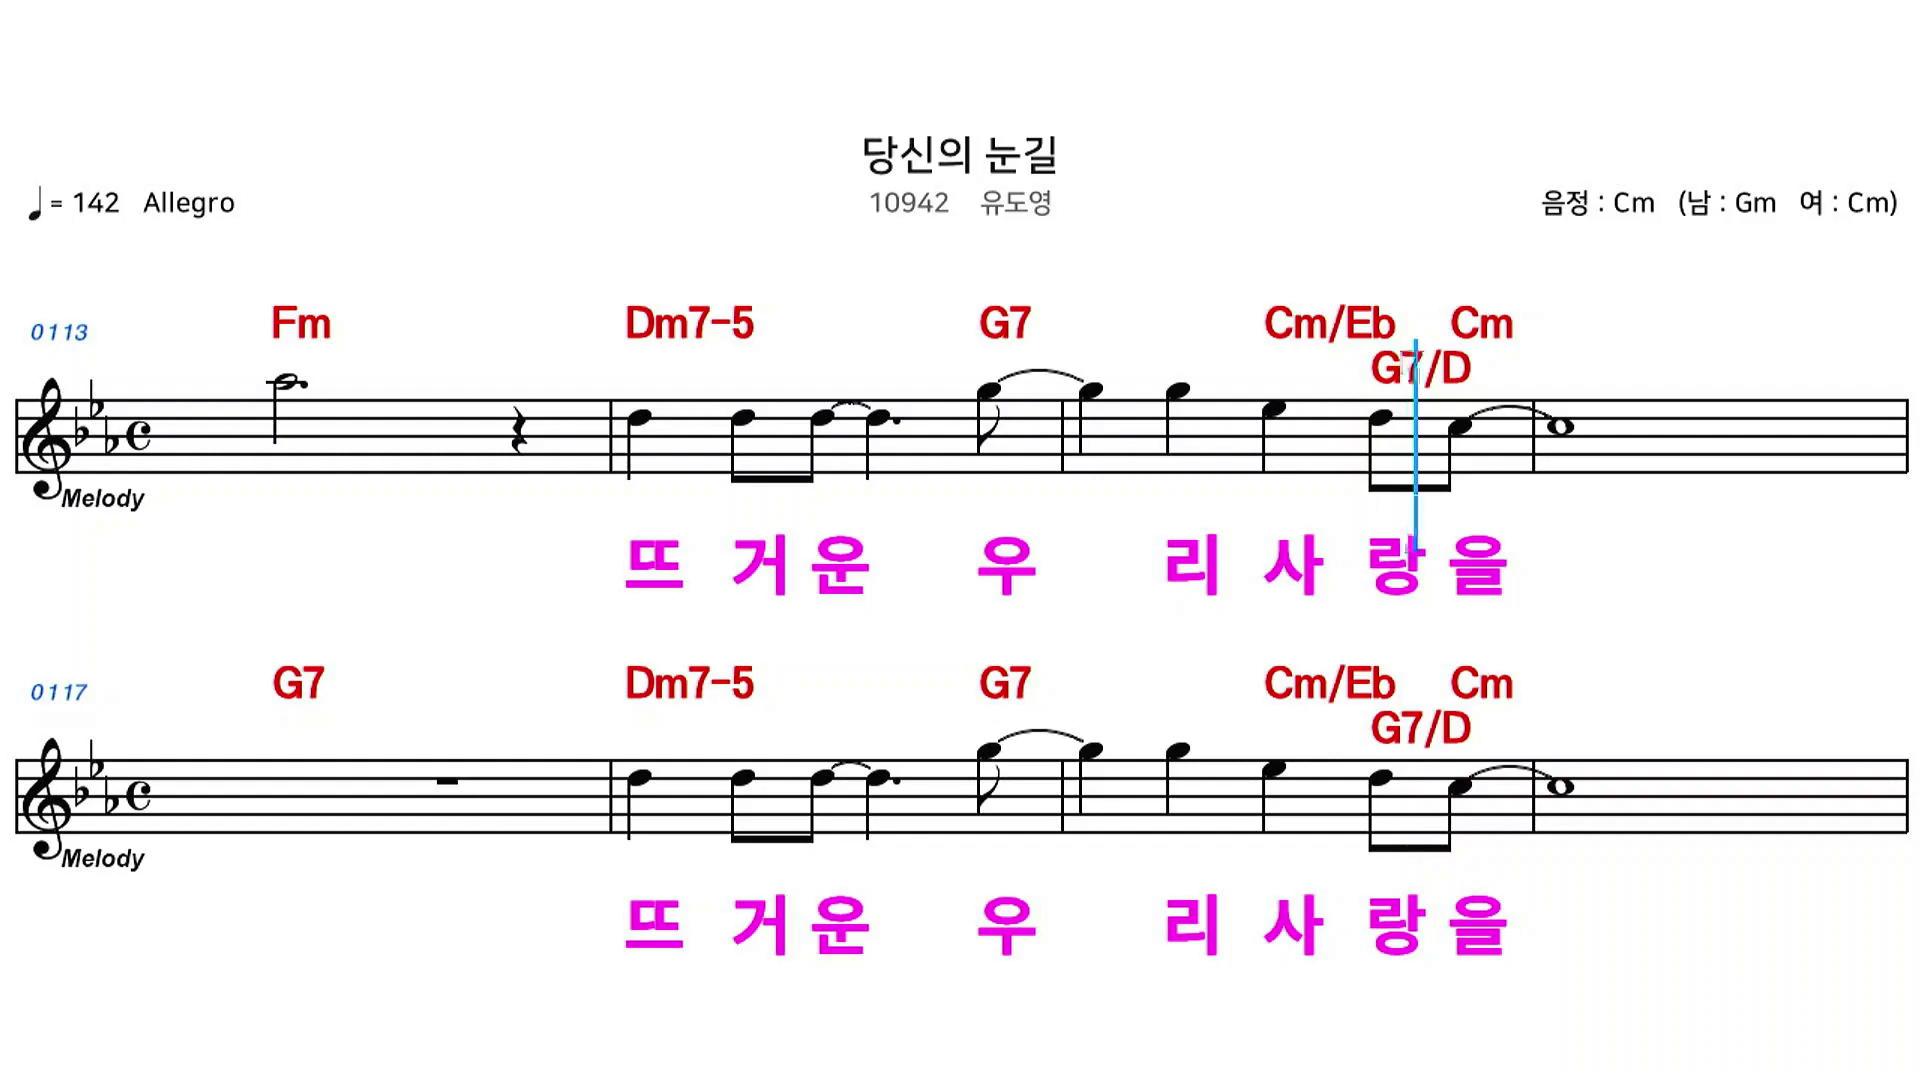 당신의 눈길
♩= 142 Allegro 10942 유도영 음정 : Cm (남 : Gm 여 : Cm)
0113 Fm Dm7-5 G7 Cm/Eb Cm
G7/D
Melody
뜨 거 운 우 리 사 랑 을
0117 G7 Dm7-5 G7 Cm/Eb Cm
G7/D
Melody
뜨 거 운 우 리 사 랑 을